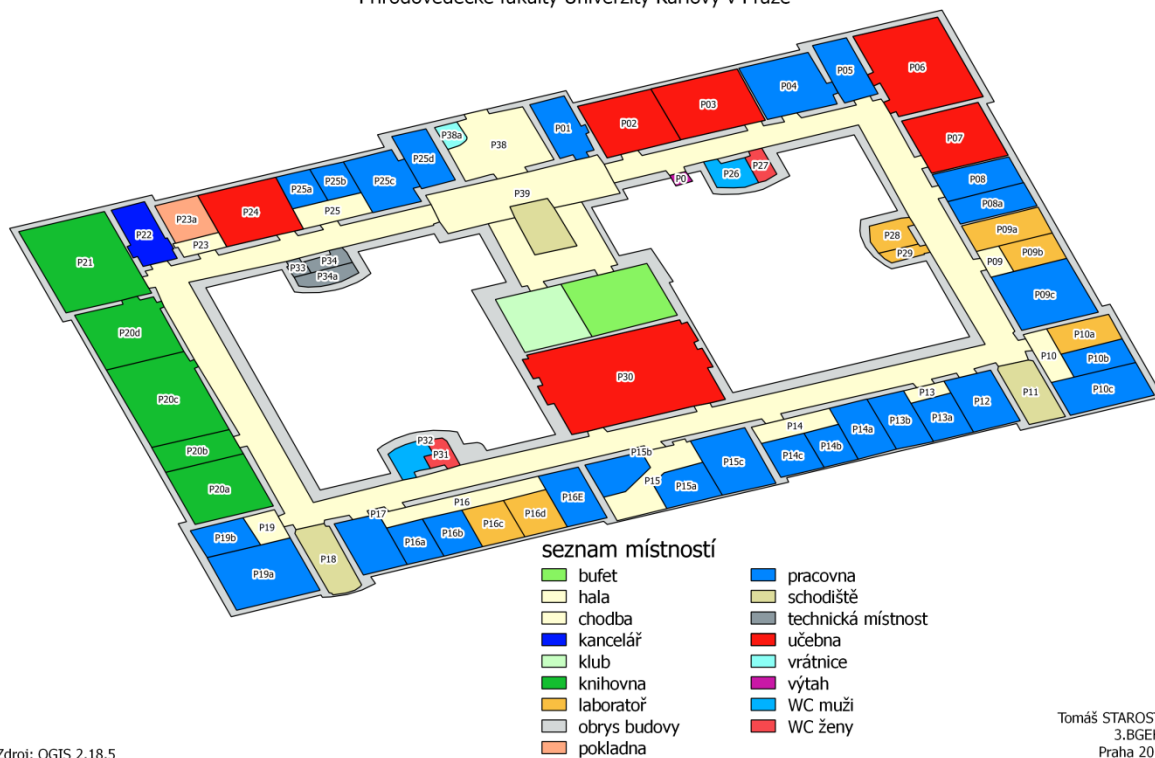 Přírodovědecké fakulty Univerzity Karlovy v Praze
P06
P05
P04
P03
P02
P01
P38a
P38
P25d
P07
P25c
P25b
P25a
P27
P26
P0
P08
P25
P39
P24
P08a
P23a
P22
P09a
P28
P23
P09b
P29
P09
P21
P34
P33
P34a
P09c
P20d
P10a
P10
P10b
P30
P10c
P11
P13
P12
P20c
P13a
P13b
P14
P14a
P14b
P32
P14c
P31
P20b
P15b
P15c
P15
P15a
P20a
P16
P16E
P17
P16d
P16c
P19
P16b
P19b
P16a
P18
P19a
seznam místností
bufet
hala
chodba
kancelář
klub
knihovna
laboratoř
obrys budovy
pokladna
pracovna
schodiště
technická místnost
učebna
vrátnice
výtah
WC muži
WC ženy
Tomáš STAROST
3.BGEH
Praha 20
Zdroj: QGIS 2.18.5